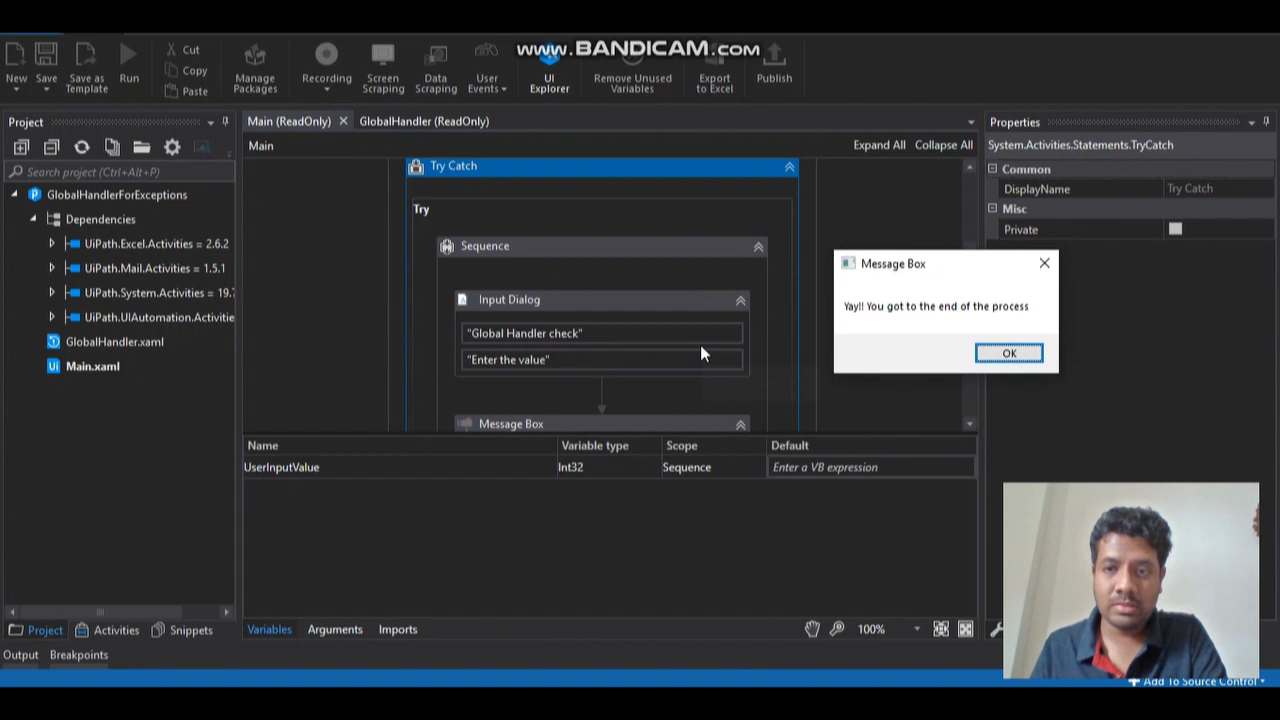 www.BANDICAM.com
New
Save
Save as
Template
Run
Cut
Copy
Paste
Manage
Packages
Recording
Screen
Scraping
Data
Scraping
User
Events
UI
Explorer
Remove Unused
Variables
Export
to Excel
Publish
Project
Main (ReadOnly)
GlobalHandler (ReadOnly)
Properties
Main
Expand All
Collapse All
System.Activities.Statements.TryCatch
Search project (Ctrl+Alt+P)
Try Catch
Common
DisplayName
Try Catch
Misc
Private
GlobalHandlerForExceptions
Dependencies
UiPath.Excel.Activities = 2.6.2
UiPath.Mail.Activities = 1.5.1
UiPath.System.Activities = 19.
UiPath.UIAutomation.Activitie
GlobalHandler.xaml
Ui Main.xaml
Try
Sequence
Input Dialog
"Global Handler check"
"Enter the value"
Message Box
Message Box
Yay!! You got to the end of the process
OK
Name
Variable type
Scope
Default
UserInputValue
Int32
Sequence
Enter a VB expression
Project
Activities
Snippets
Variables
Arguments
Imports
100%
Output
Breakpoints
Add To Source Control